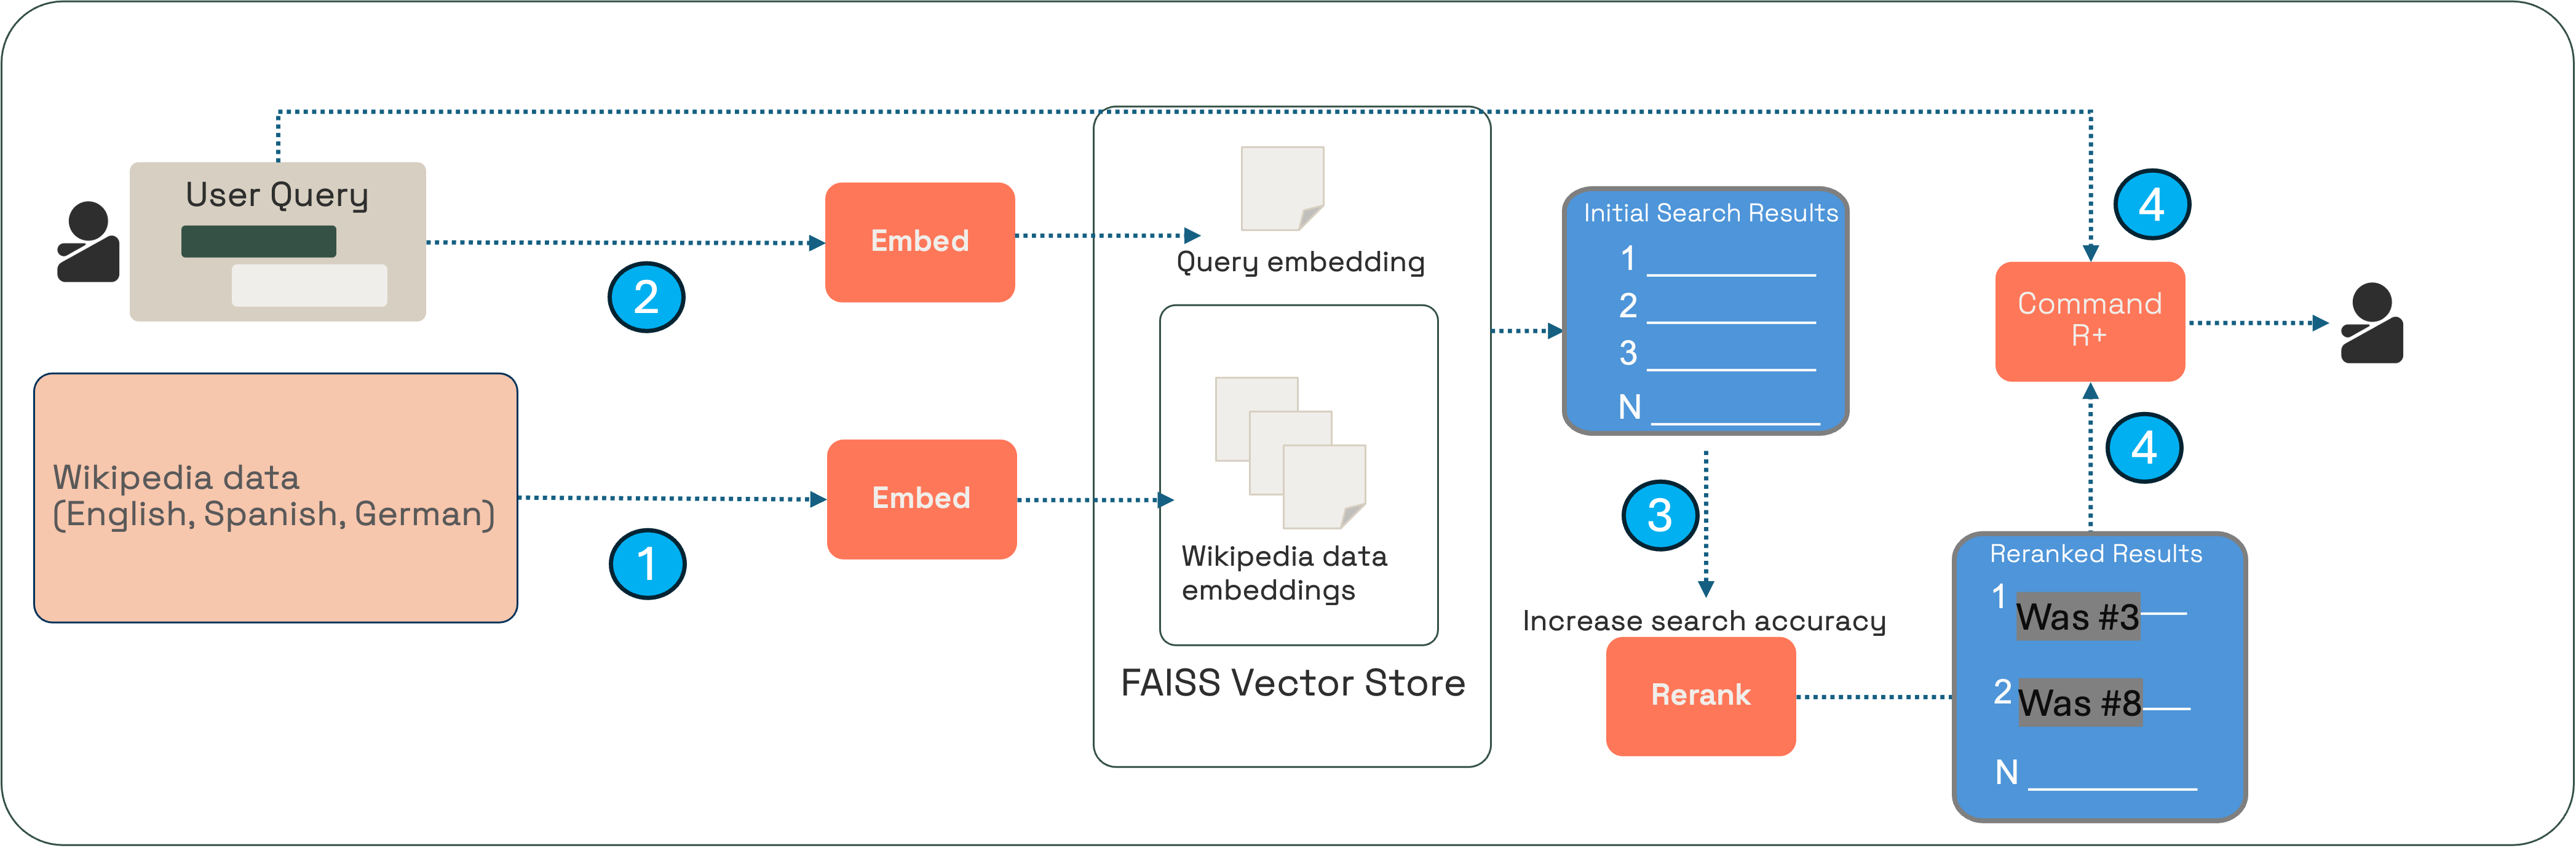 User Query
2
Embed
Query embedding
Wikipedia data
(English, Spanish, German)
1
Embed
Wikipedia data
embeddings
FAISS Vector Store
Initial Search Results
1
2
3
N
3
Increase search accuracy
Rerank
Reranked Results
1 Was #3
2 Was #8
N
4
4
Command
R+